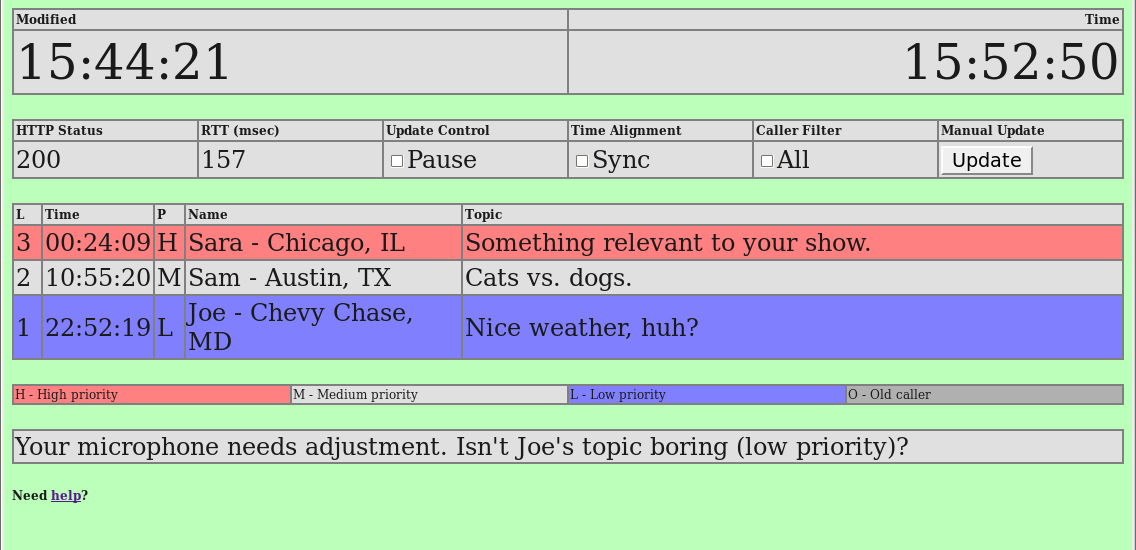 Modified Time
15:44:21 15:52:50
HTTP Status RTT (msec) Update Control Time Alignment Caller Filter Manual Update
200 157 Pause Sync All Update
L Time P Name Topic
3 00:24:09 H Sara - Chicago, IL Something relevant to your show.
2 10:55:20 M Sam - Austin, TX Cats vs. dogs.
1 22:52:19 L Joe - Chevy Chase, MD Nice weather, huh?
H - High priority M - Medium priority L - Low priority O - Old caller
Your microphone needs adjustment. Isn't Joe's topic boring (low priority)?
Need help?